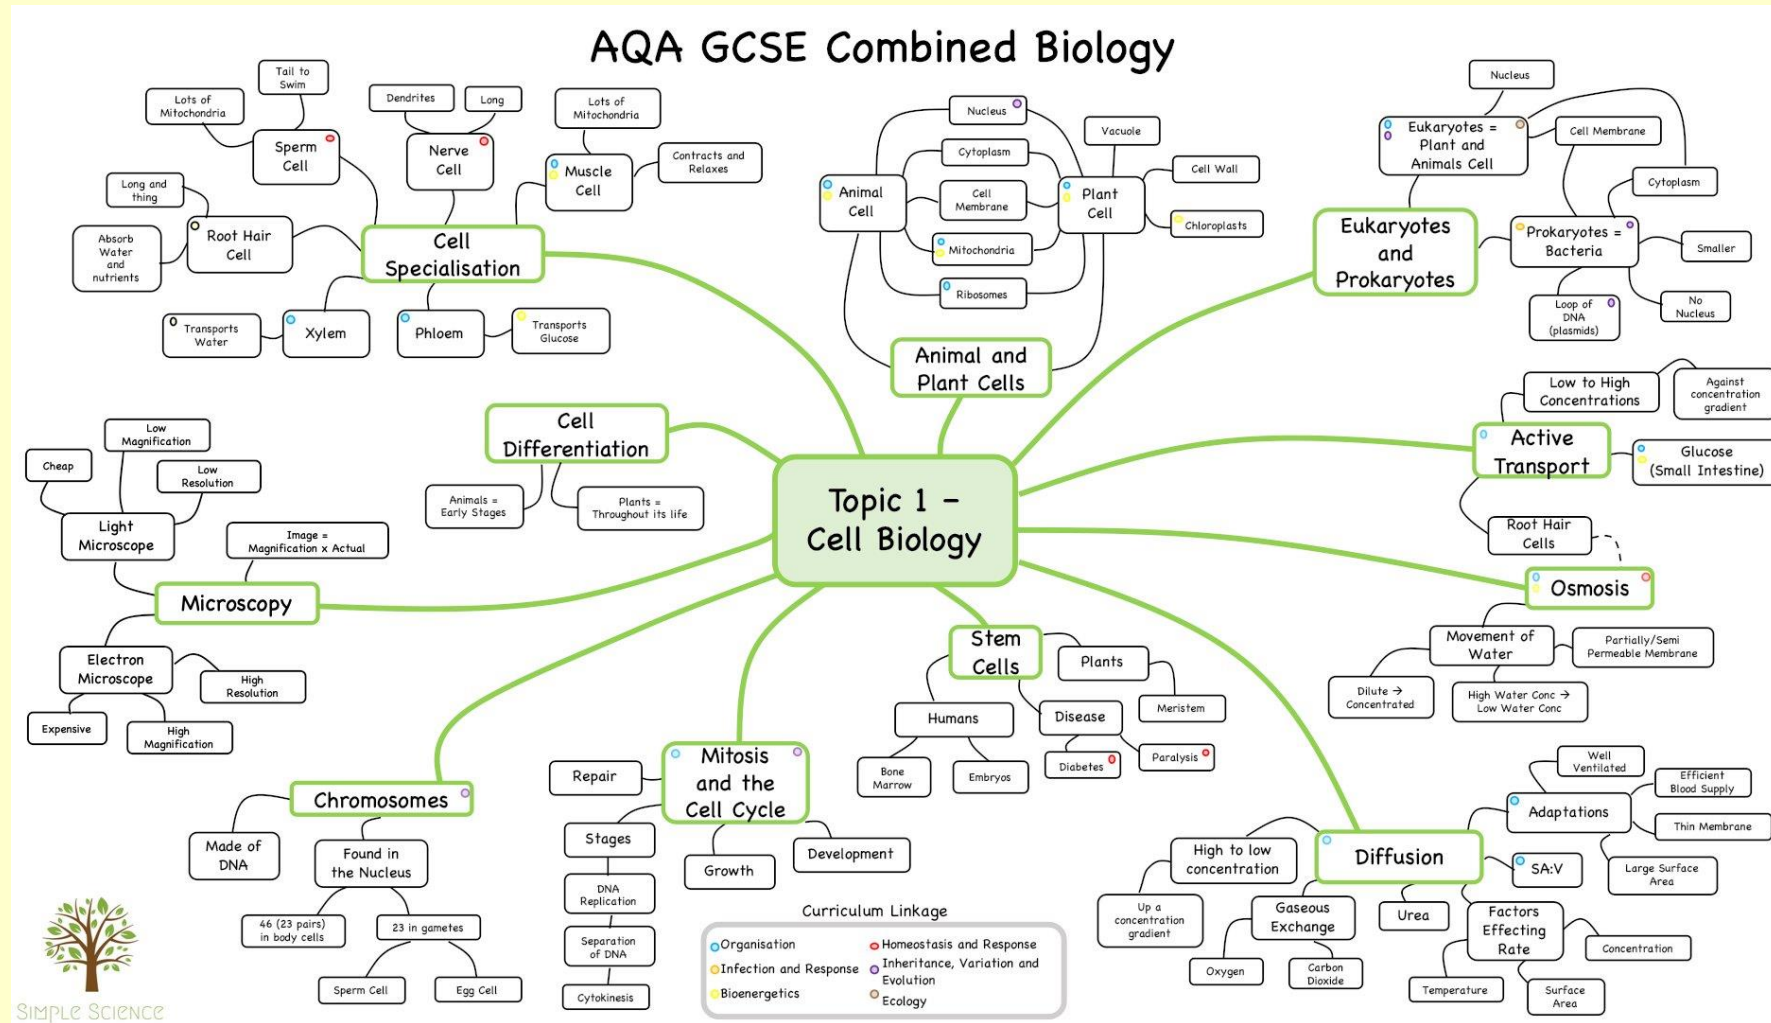 AQA GCSE Combined Biology
Tail to
Swim
Lots of
Mitochondria
Sperm
Cell
Dendrites
Long
Nerve
Cell
Lots of
Mitochondria
Muscle
Cell
Contracts and
Relaxes
Long and
thing
Root Hair
Cell
Absorb
Water
and
nutrients
Cell
Specialisation
Transports
Water
Xylem
Phloem
Transports
Glucose
Nucleus
Cytoplasm
Cell
Membrane
Mitochondria
Ribosomes
Animal
Cell
Plant
Cell
Vacuole
Cell Wall
Chloroplasts
Animal and
Plant Cells
Nucleus
Eukaryotes =
Plant and
Animals Cell
Cell Membrane
Cytoplasm
Eukaryotes
and
Prokaryotes
Prokaryotes =
Bacteria
Smaller
Loop of
DNA
(plasmids)
No
Nucleus
Cell
Differentiation
Animals =
Early Stages
Plants =
Throughout its life
Low to High
Concentrations
Against
concentration
gradient
Active
Transport
Glucose
(Small Intestine)
Root Hair
Cells
Topic 1 –
Cell Biology
Low
Magnification
Cheap
Low
Resolution
Light
Microscope
Image =
Magnification x Actual
Microscopy
Electron
Microscope
High
Resolution
Expensive
High
Magnification
Osmosis
Movement of
Water
Partially/Semi
Permeable Membrane
Dilute →
Concentrated
High Water Conc →
Low Water Conc
Stem
Cells
Plants
Meristem
Humans
Disease
Bone
Marrow
Embryos
Diabetes
Paralysis
Mitosis
and the
Cell Cycle
Repair
Stages
DNA
Replication
Separation
of DNA
Cytokinesis
Growth
Development
Chromosomes
Made of
DNA
Found in
the Nucleus
46 (23 pairs)
in body cells
23 in gametes
Sperm Cell
Egg Cell
Diffusion
Well
Ventilated
Efficient
Blood Supply
Adaptations
Thin Membrane
Large Surface
Area
SA:V
High to low
concentration
Up a
concentration
gradient
Gaseous
Exchange
Oxygen
Carbon
Dioxide
Urea
Factors
Effecting
Rate
Concentration
Temperature
Surface
Area
Curriculum Linkage
Organisation
Infection and Response
Bioenergetics
Homeostasis and Response
Inheritance, Variation and
Evolution
Ecology
SIMPLE SCIENCE